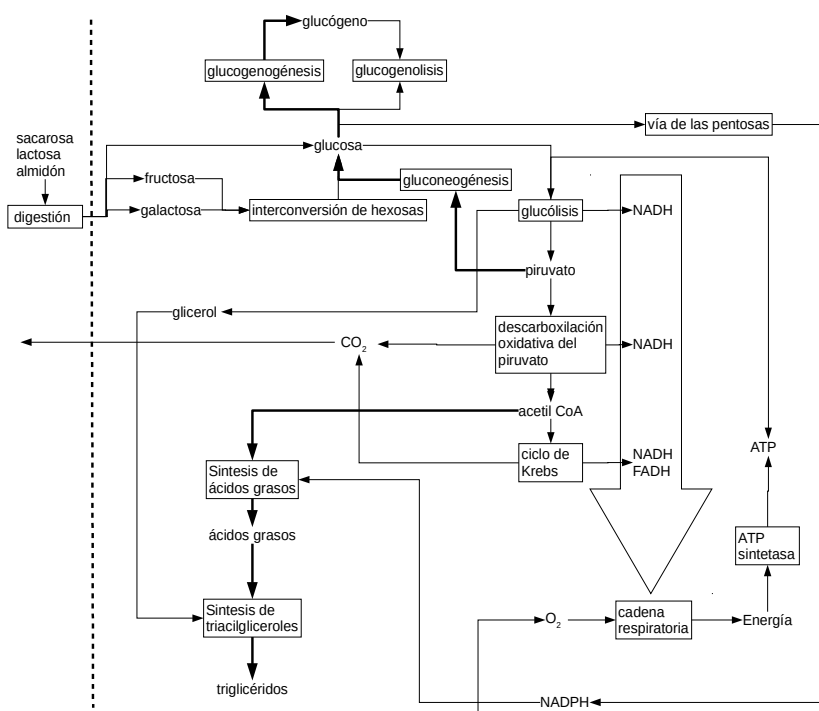 glucógeno
glucogenogénesis
glucogenolisis
vía de las pentosas
sacarosa
lactosa
almidón
glucosa
fructosa
gluconeogénesis
digestión
galactosa
interconversión de hexosas
glucólisis
NADH
piruvato
glicerol
descarboxilación
oxidativa del
piruvato
CO2
NADH
acetil CoA
ciclo de
Krebs
NADH
FADH
ATP
Sintesis de
ácidos grasos
ácidos grasos
ATP
sintetasa
Sintesis de
triacilgliceroles
O2
cadena
respiratoria
Energía
triglicéridos
NADPH